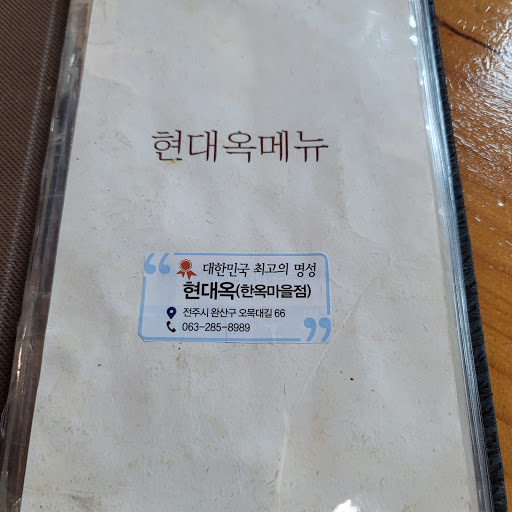 현대옥메뉴
대한민국 최고의 명성
현대옥(한옥마을점)
전주시 완산구 오목대길 66
063-285-8989